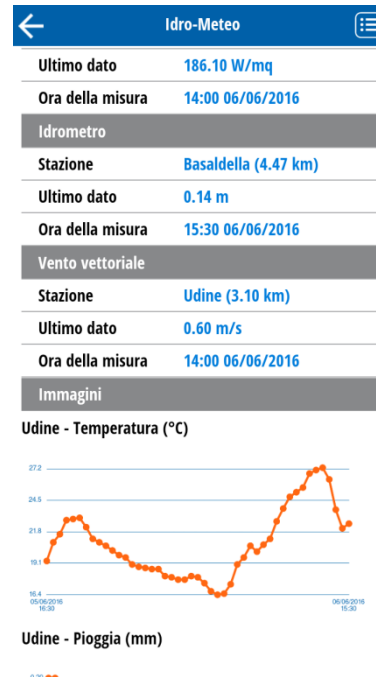 Idro-Meteo
Ultimo dato 186.10 W/mq
Ora della misura 14:00 06/06/2016
Idrometro
Stazione Basaldella (4.47 km)
Ultimo dato 0.14 m
Ora della misura 15:30 06/06/2016
Vento vettoriale
Stazione Udine (3.10 km)
Ultimo dato 0.60 m/s
Ora della misura 14:00 06/06/2016
Immagini
Udine - Temperatura (°C)
27.2
24.5
21.8
19.1
16.4
05/06/2016 06/06/2016
16:30 15:30
Udine - Pioggia (mm)